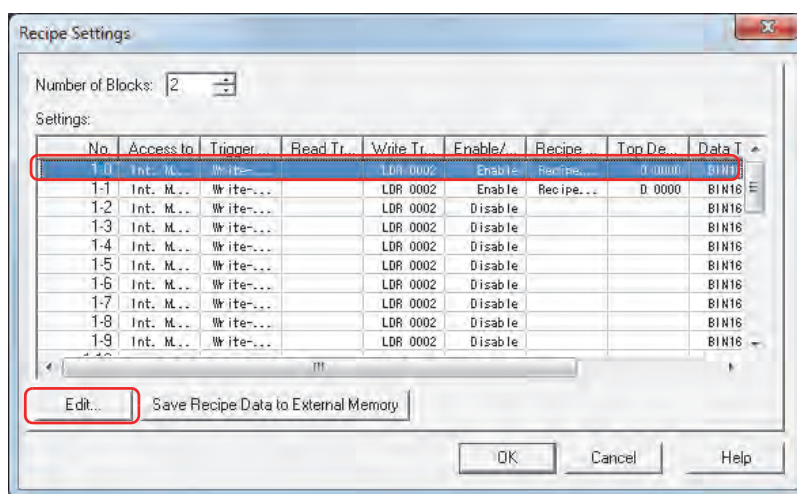 Recipe Settings
Number of Blocks: 2
Settings:
No. Access to Trigger... Read Tr... Write Tr... Enable/... Recipe... Top De... Data T
1-0 Int. M... Write-... LDR 0002 Enable Recipe... D 0000 BIN16
1-1 Int. M... Write-... LDR 0002 Enable Recipe... D 0000 BIN16
1-2 Int. M... Write-... LDR 0002 Disable BIN16
1-3 Int. M... Write-... LDR 0002 Disable BIN16
1-4 Int. M... Write-... LDR 0002 Disable BIN16
1-5 Int. M... Write-... LDR 0002 Disable BIN16
1-6 Int. M... Write-... LDR 0002 Disable BIN16
1-7 Int. M... Write-... LDR 0002 Disable BIN16
1-8 Int. M... Write-... LDR 0002 Disable BIN16
1-9 Int. M... Write-... LDR 0002 Disable BIN16
Edit... Save Recipe Data to External Memory
OK Cancel Help